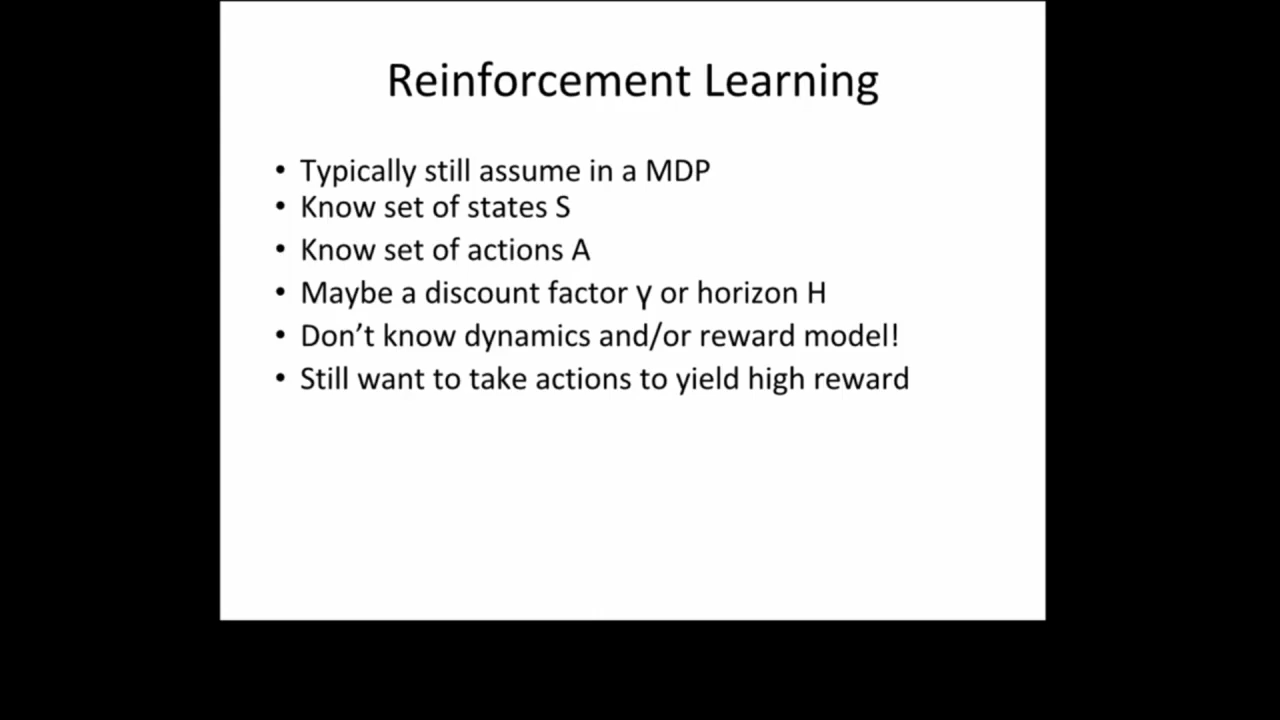 Reinforcement Learning
• Typically still assume in a MDP
• Know set of states S
• Know set of actions A
• Maybe a discount factor γ or horizon H
• Don’t know dynamics and/or reward model!
• Still want to take actions to yield high reward